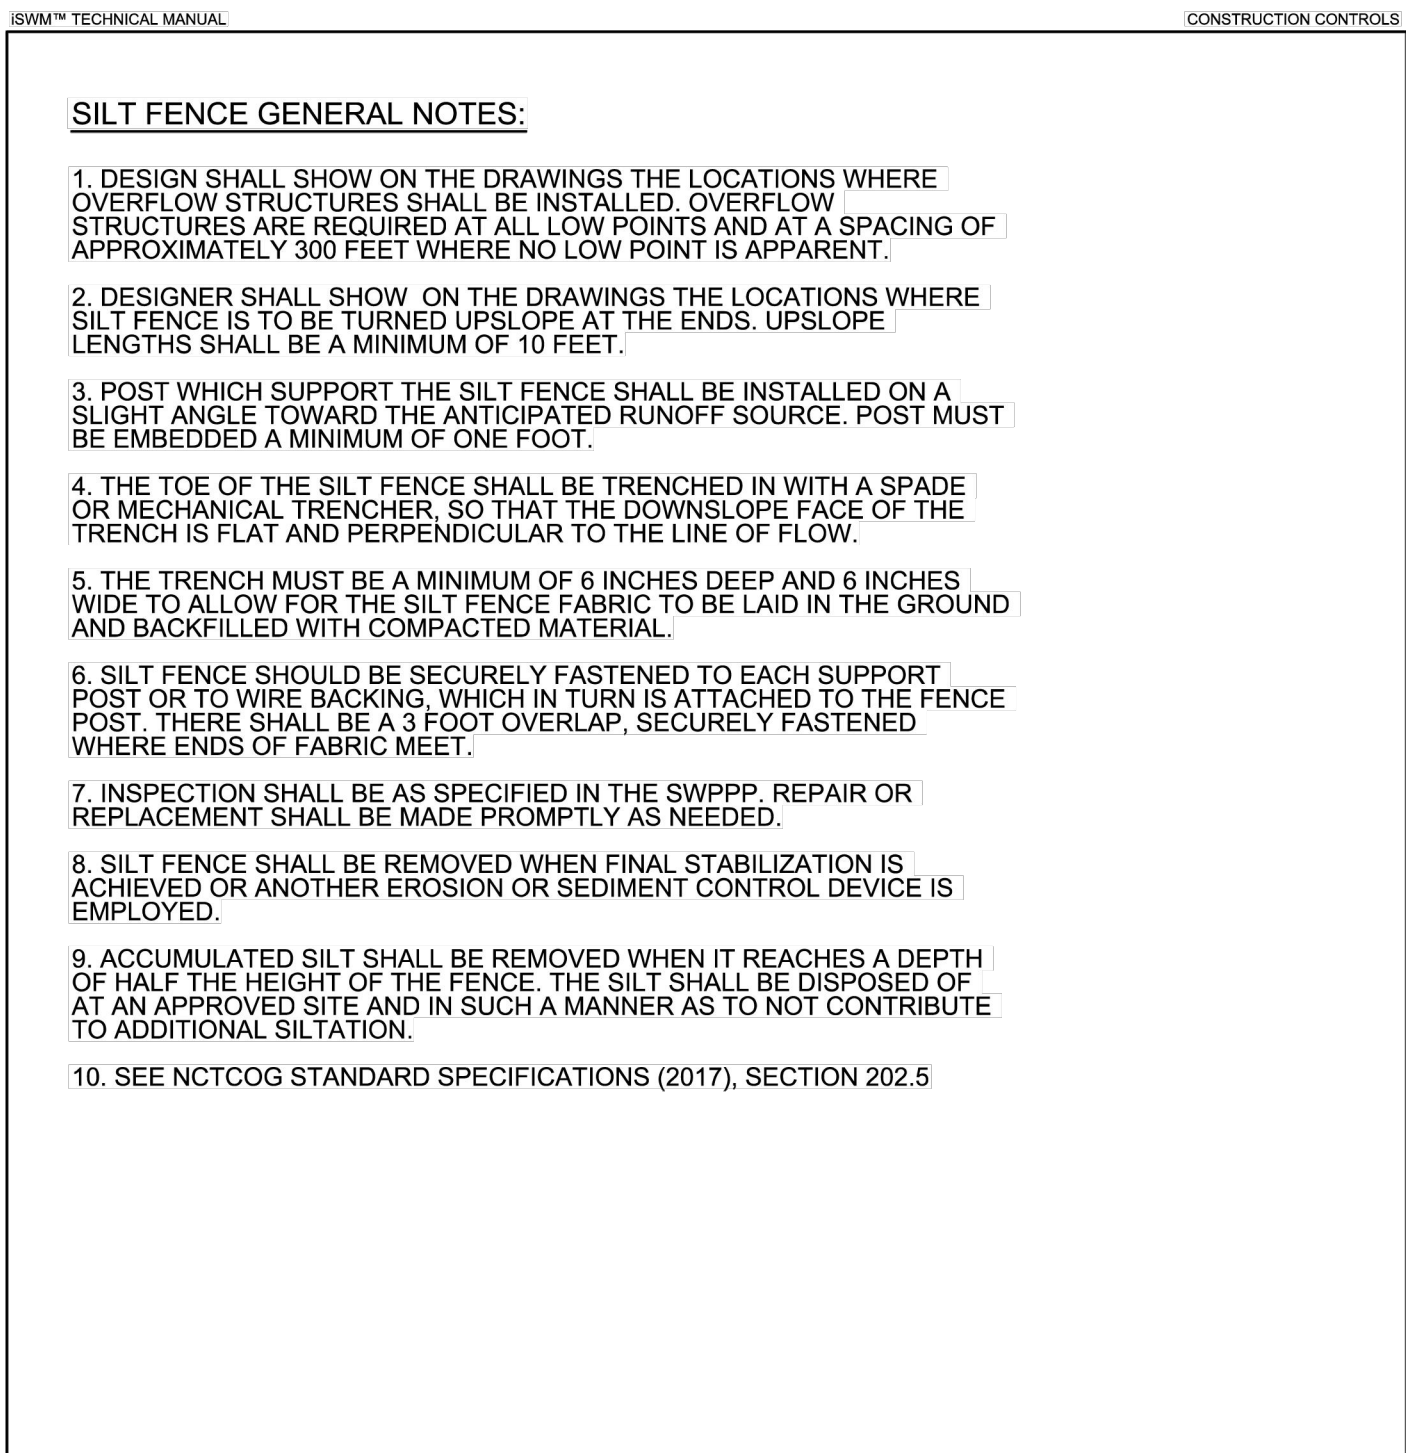 iSWM™ TECHNICAL MANUAL
CONSTRUCTION CONTROLS
SILT FENCE GENERAL NOTES:
1. DESIGN SHALL SHOW ON THE DRAWINGS THE LOCATIONS WHERE
OVERFLOW STRUCTURES SHALL BE INSTALLED. OVERFLOW
STRUCTURES ARE REQUIRED AT ALL LOW POINTS AND AT A SPACING OF
APPROXIMATELY 300 FEET WHERE NO LOW POINT IS APPARENT.
2. DESIGNER SHALL SHOW  ON THE DRAWINGS THE LOCATIONS WHERE
SILT FENCE IS TO BE TURNED UPSLOPE AT THE ENDS. UPSLOPE
LENGTHS SHALL BE A MINIMUM OF 10 FEET.
3. POST WHICH SUPPORT THE SILT FENCE SHALL BE INSTALLED ON A
SLIGHT ANGLE TOWARD THE ANTICIPATED RUNOFF SOURCE. POST MUST
BE EMBEDDED A MINIMUM OF ONE FOOT.
4. THE TOE OF THE SILT FENCE SHALL BE TRENCHED IN WITH A SPADE
OR MECHANICAL TRENCHER, SO THAT THE DOWNSLOPE FACE OF THE
TRENCH IS FLAT AND PERPENDICULAR TO THE LINE OF FLOW.
5. THE TRENCH MUST BE A MINIMUM OF 6 INCHES DEEP AND 6 INCHES
WIDE TO ALLOW FOR THE SILT FENCE FABRIC TO BE LAID IN THE GROUND
AND BACKFILLED WITH COMPACTED MATERIAL.
6. SILT FENCE SHOULD BE SECURELY FASTENED TO EACH SUPPORT
POST OR TO WIRE BACKING, WHICH IN TURN IS ATTACHED TO THE FENCE
POST. THERE SHALL BE A 3 FOOT OVERLAP, SECURELY FASTENED
WHERE ENDS OF FABRIC MEET.
7. INSPECTION SHALL BE AS SPECIFIED IN THE SWPPP. REPAIR OR
REPLACEMENT SHALL BE MADE PROMPTLY AS NEEDED.
8. SILT FENCE SHALL BE REMOVED WHEN FINAL STABILIZATION IS
ACHIEVED OR ANOTHER EROSION OR SEDIMENT CONTROL DEVICE IS
EMPLOYED.
9. ACCUMULATED SILT SHALL BE REMOVED WHEN IT REACHES A DEPTH
OF HALF THE HEIGHT OF THE FENCE. THE SILT SHALL BE DISPOSED OF
AT AN APPROVED SITE AND IN SUCH A MANNER AS TO NOT CONTRIBUTE
TO ADDITIONAL SILTATION.
10. SEE NCTCOG STANDARD SPECIFICATIONS (2017), SECTION 202.5